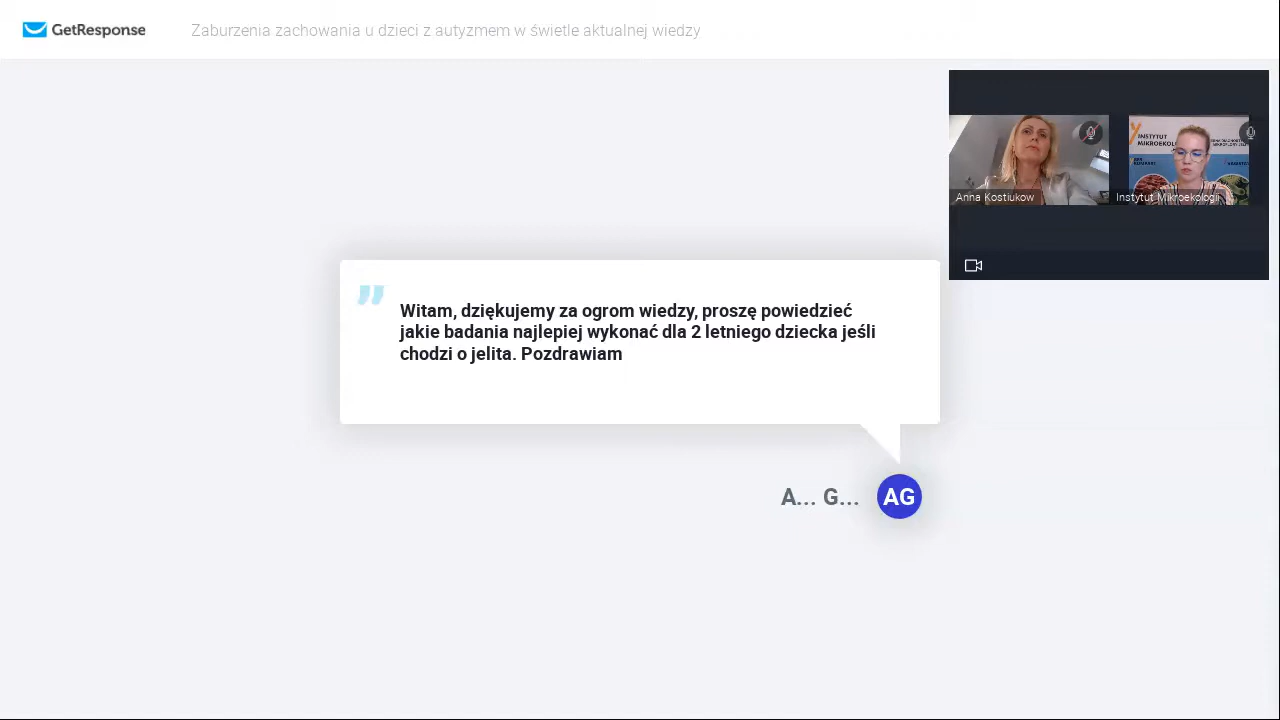 GetResponse
Zaburzenia zachowania u dzieci z autyzmem w świetle aktualnej wiedzy
INSTYTUT
Anna Kostiukow
Instytut Mikroekologii
Witam, dziękujemy za ogrom wiedzy, proszę powiedzieć
jakie badania najlepiej wykonać dla 2 letniego dziecka jeśli
chodzi o jelita. Pozdrawiam
A... G...
AG